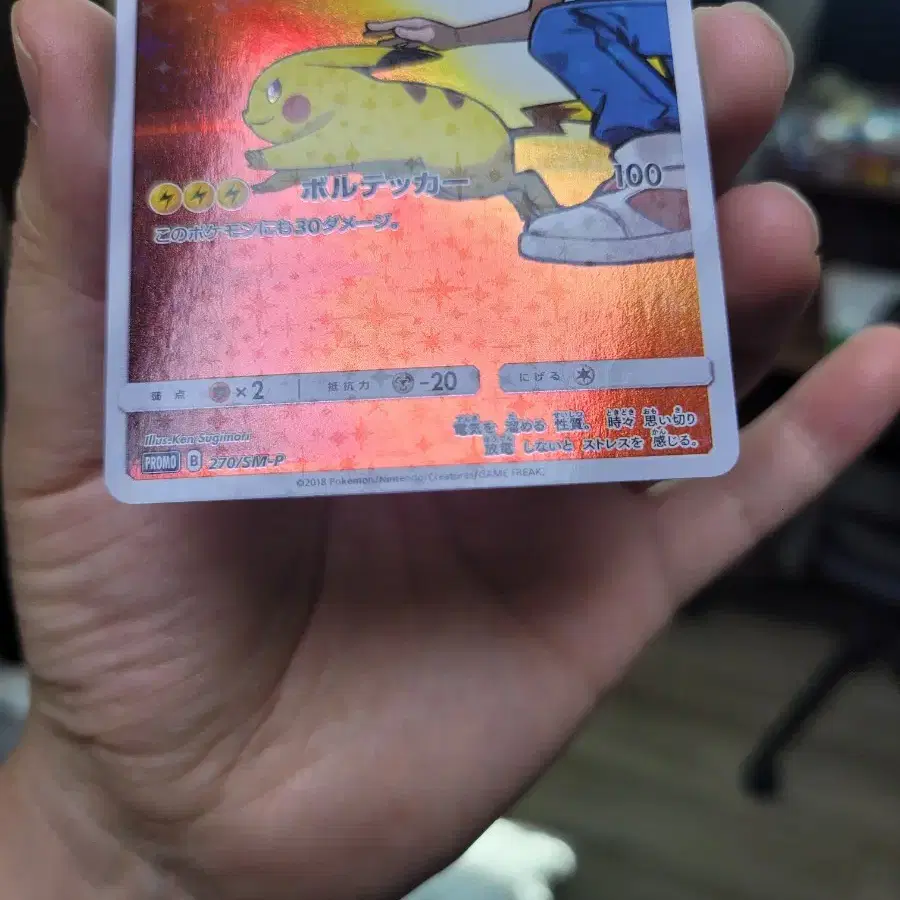 ボルテッカー 100
このポケモンにも30ダメージ。
弱点 ×2 抵抗力 -20 にげる
電気を 溜める 性質。 時々 思い切り
放電 しないと ストレスを 感じる。
Illus. Ken Sugimori
PROMO B 270/SM-P
©2018 Pokémon/Nintendo/Creatures/GAME FREAK.